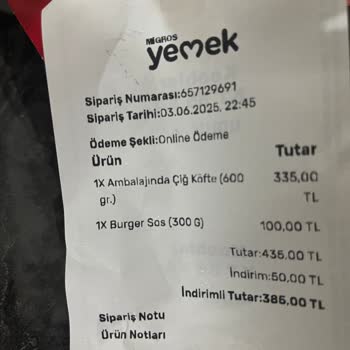 MİGROS
yemek
Sipariş Numarası:657129691
Sipariş Tarihi:03.06.2025, 22:45
Ödeme Şekli:Online Ödeme
Ürün Tutar
1X Ambalajında Çiğ Köfte (600 gr.) 335,00 TL
1X Burger Sos (300 G) 100,00 TL
Tutar:435,00 TL
İndirim:50,00 TL
İndirimli Tutar:385,00 TL
Sipariş Notu
Ürün Notları